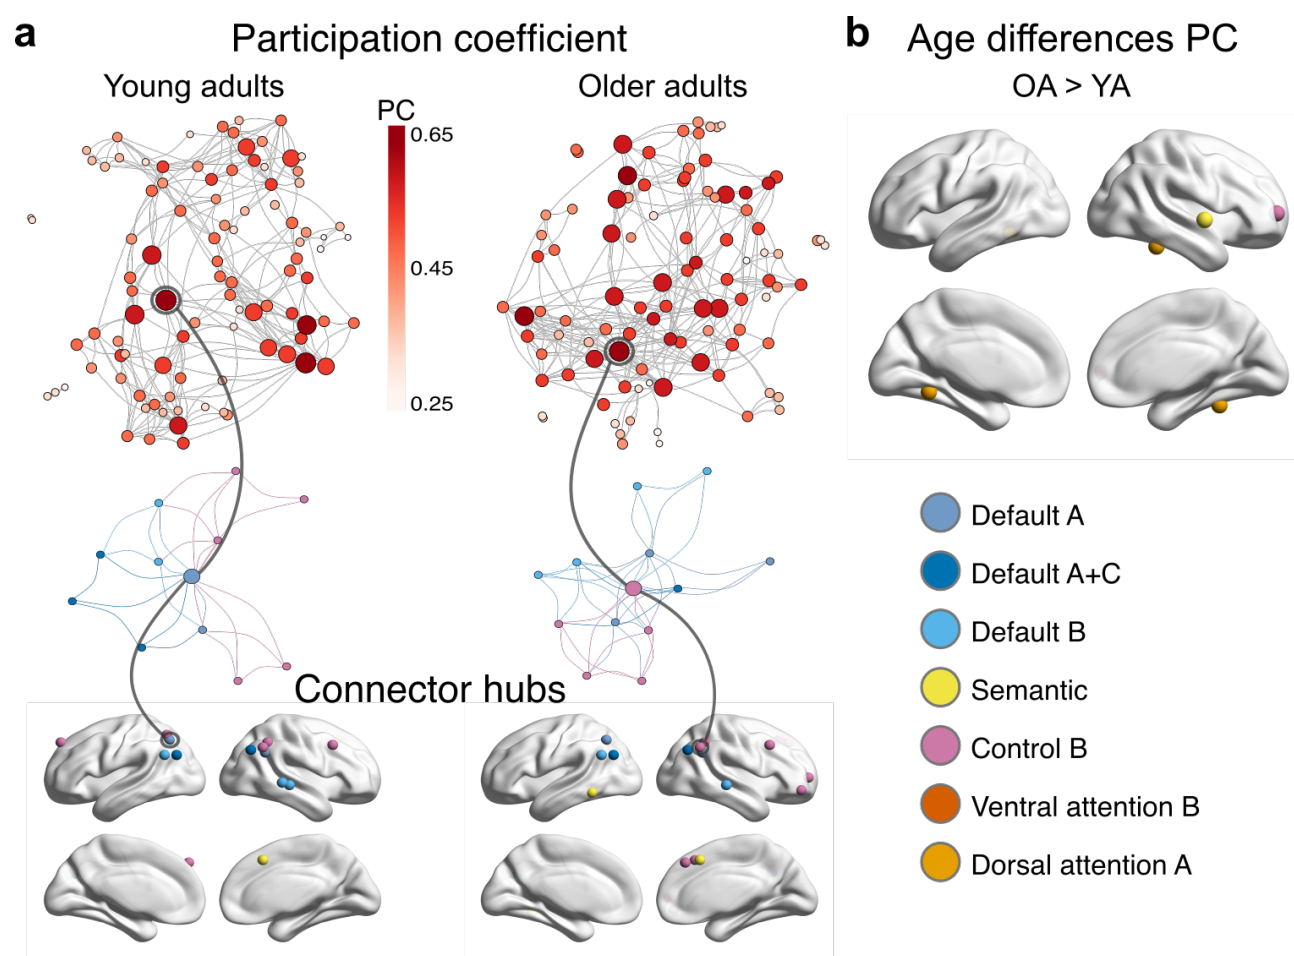 a Participation coefficient
Young adults
Older adults
PC
0.65
0.45
0.25
Connector hubs
b Age differences PC
OA > YA
Default A
Default A+C
Default B
Semantic
Control B
Ventral attention B
Dorsal attention A